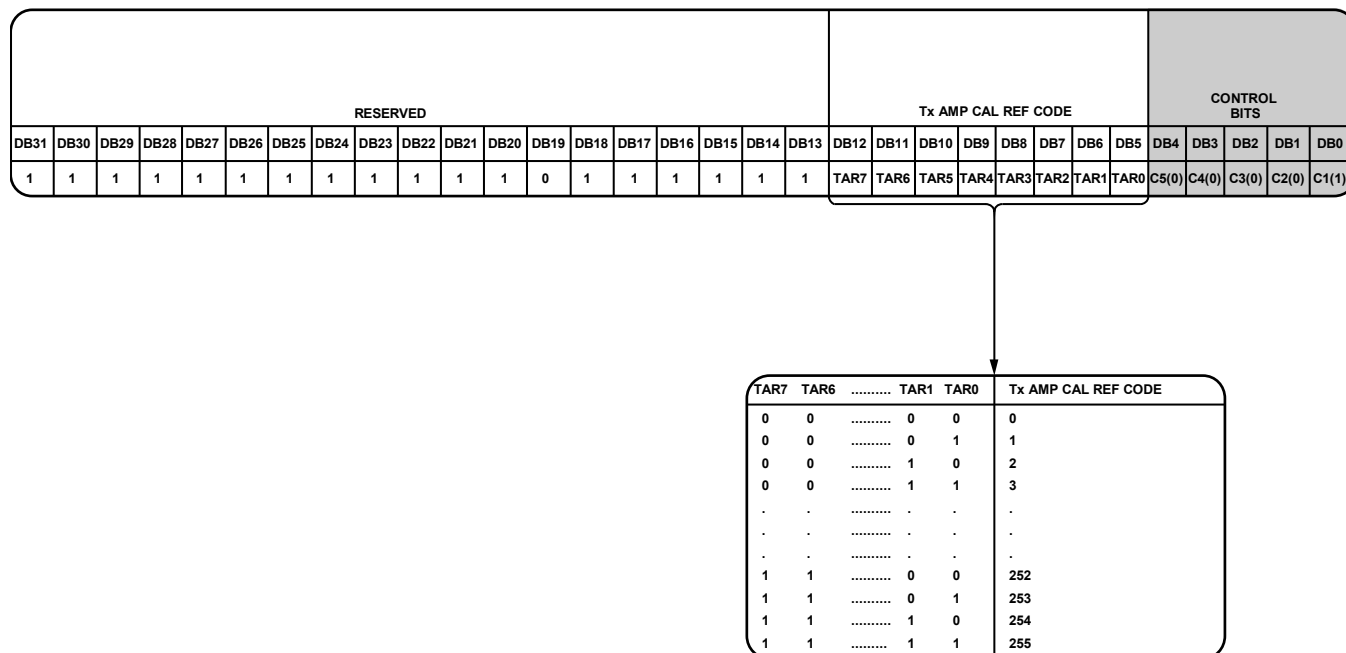 RESERVED
Tx AMP CAL REF CODE
CONTROL
BITS
DB31 DB30 DB29 DB28 DB27 DB26 DB25 DB24 DB23 DB22 DB21 DB20 DB19 DB18 DB17 DB16 DB15 DB14 DB13 DB12 DB11 DB10 DB9 DB8 DB7 DB6 DB5 DB4 DB3 DB2 DB1 DB0
1 1 1 1 1 1 1 1 1 1 1 1 0 1 1 1 1 1 1 TAR7 TAR6 TAR5 TAR4 TAR3 TAR2 TAR1 TAR0 C5(0) C4(0) C3(0) C2(0) C1(1)
TAR7 TAR6 .......... TAR1 TAR0 Tx AMP CAL REF CODE
0 0 .......... 0 0 0
0 0 .......... 0 1 1
0 0 .......... 1 0 2
0 0 .......... 1 1 3
. . .......... . . .
. . .......... . . .
. . .......... . . .
1 1 .......... 0 0 252
1 1 .......... 0 1 253
1 1 .......... 1 0 254
1 1 ......... 1 1 255